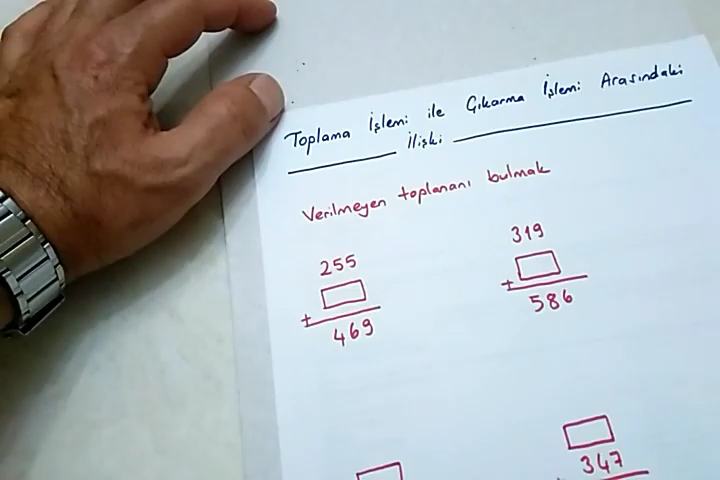 Toplama İşlemi ile Çıkarma İşlemi Arasındaki
İlişki
Verilmeyen toplananı bulmak
255
+
469
319
+
586
347
+